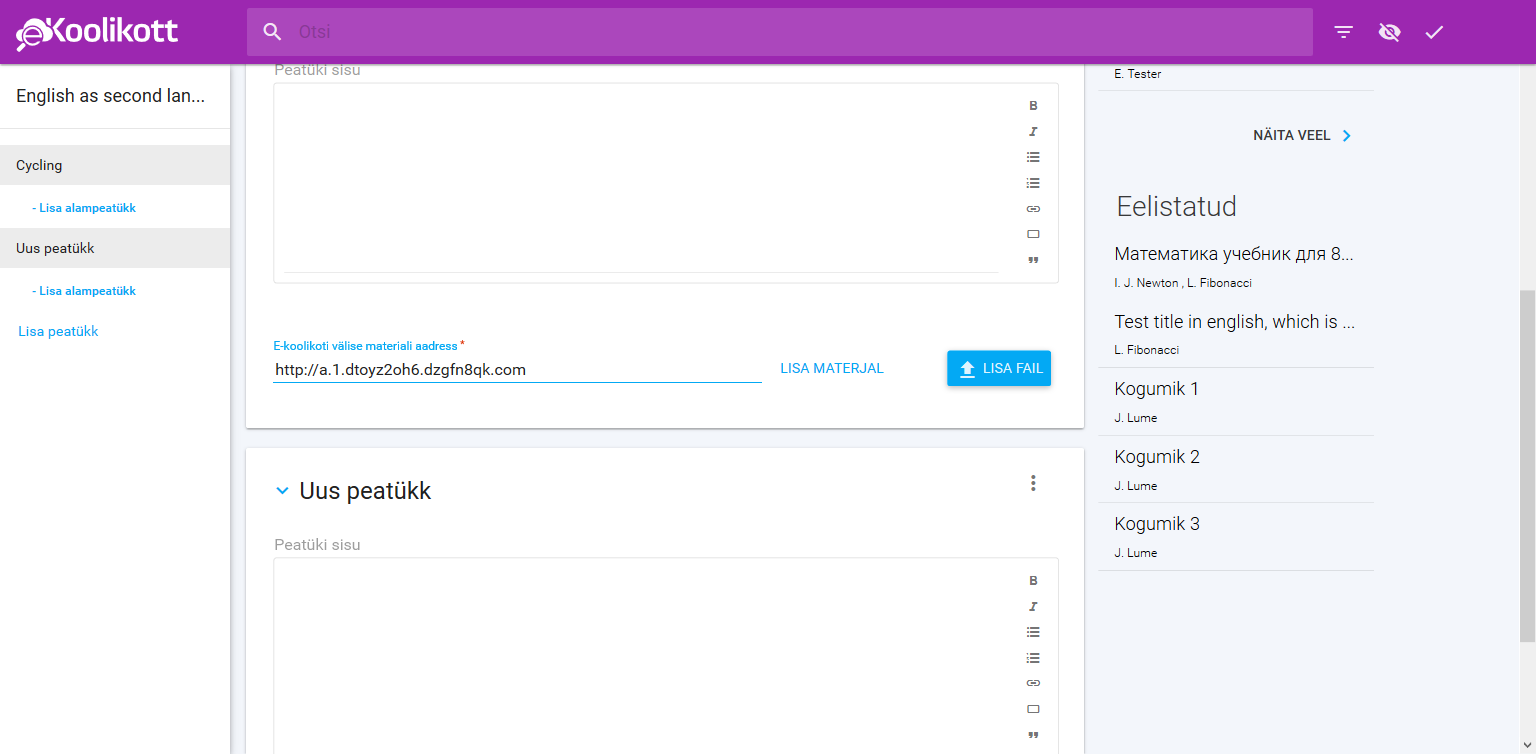 eKoolikott
Otsi
English as second lan...
Cycling
- Lisa alampeatükk
Uus peatükk
- Lisa alampeatükk
Lisa peatükk
Peatüki sisu
B
I
E-koolikoti välise materiali aadress *
http://a.1.dtoyz2oh6.dzgfn8qk.com
LISA MATERJAL
LISA FAIL
Uus peatükk
Peatüki sisu
B
I
E. Tester
NÄITA VEEL
Eelistatud
Математика учебник для 8...
I. J. Newton , L. Fibonacci
Test title in english, which is ...
L. Fibonacci
Kogumik 1
J. Lume
Kogumik 2
J. Lume
Kogumik 3
J. Lume